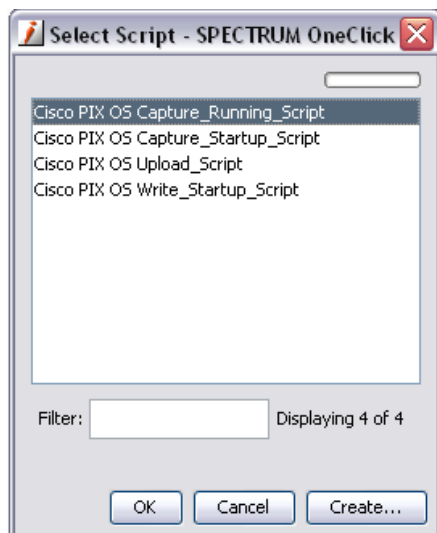 Select Script - SPECTRUM OneClick
Cisco PIX OS Capture_Running_Script
Cisco PIX OS Capture_Startup_Script
Cisco PIX OS Upload_Script
Cisco PIX OS Write_Startup_Script
Filter: Displaying 4 of 4
OK Cancel Create...